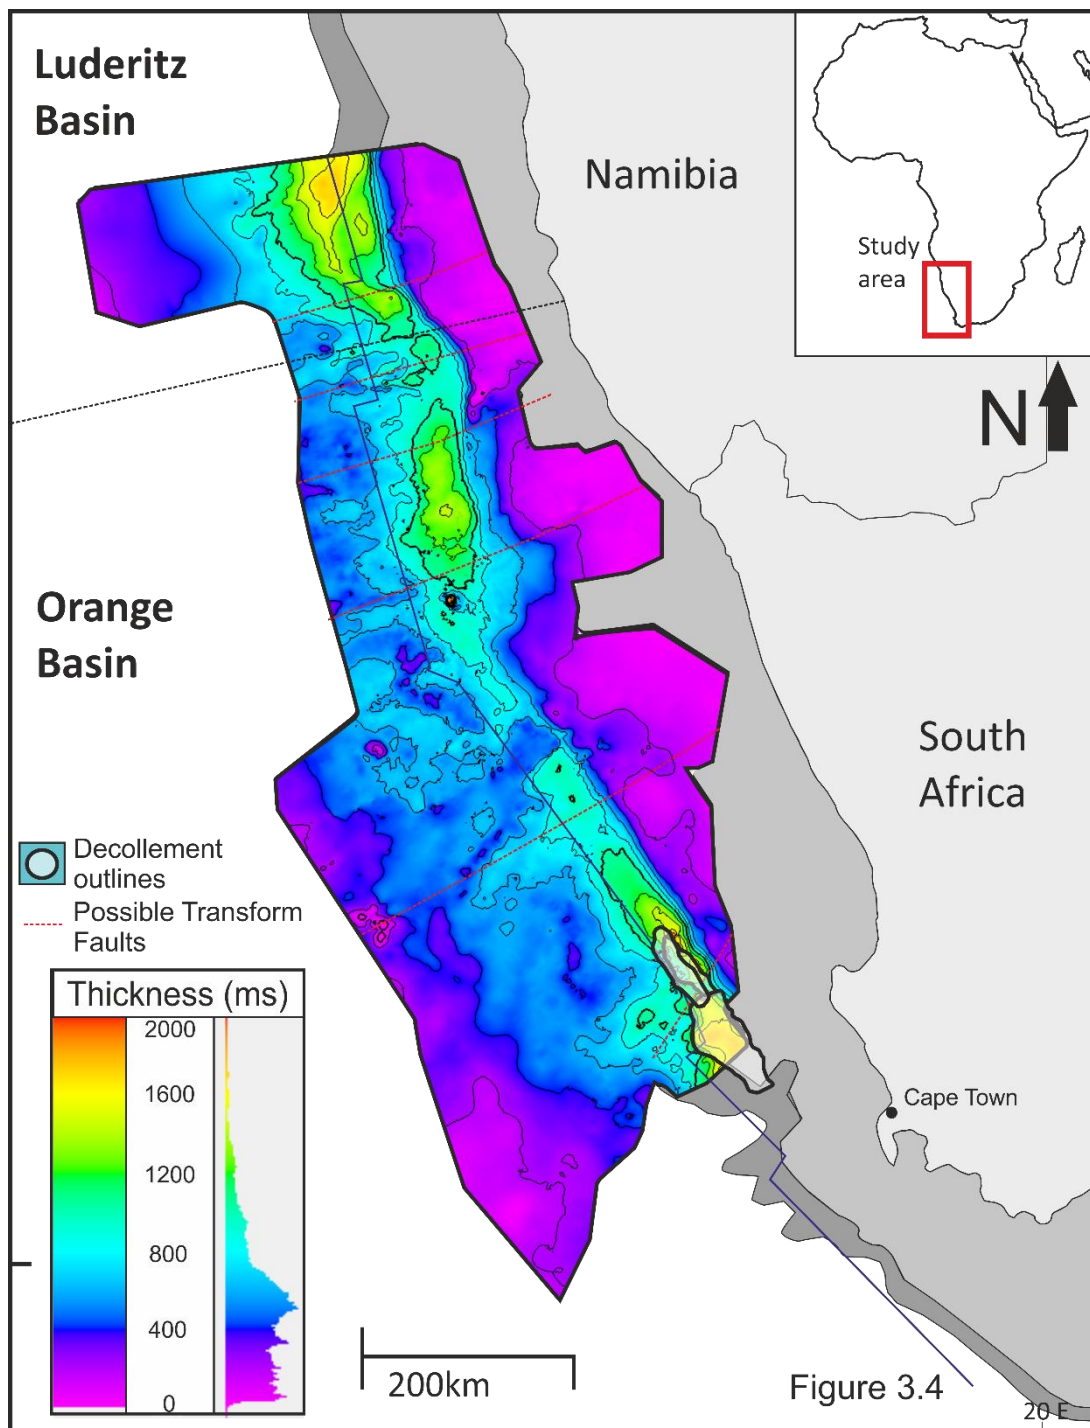 Luderitz
Basin
Namibia
Study
area
N
Orange
Basin
South
Africa
Decollement
outlines
Possible Transform
Faults
Thickness (ms)
2000
1600
1200
800
400
0
Cape Town
200km
Figure 3.4
20 E